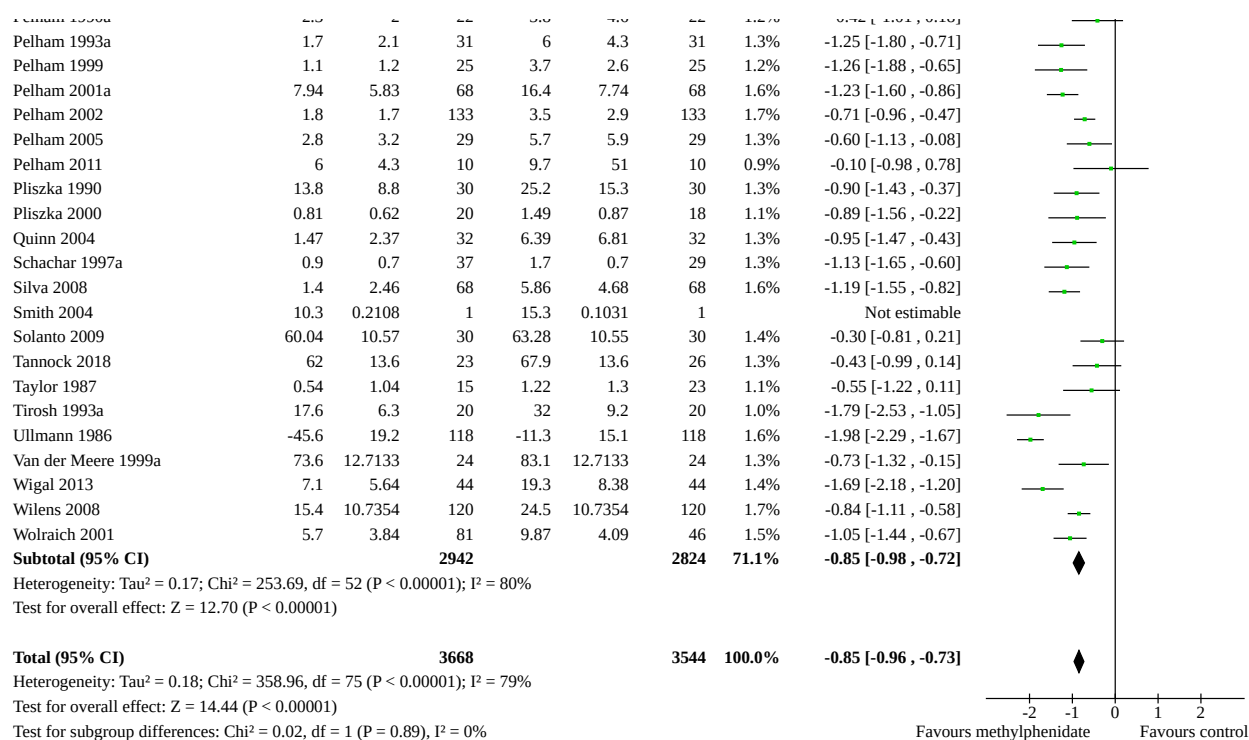 Pelham 1993a 1.7 2.1 31 6 4.3 31 1.3% -1.25 [-1.80 , -0.71]
Pelham 1999 1.1 1.2 25 3.7 2.6 25 1.2% -1.26 [-1.88 , -0.65]
Pelham 2001a 7.94 5.83 68 16.4 7.74 68 1.6% -1.23 [-1.60 , -0.86]
Pelham 2002 1.8 1.7 133 3.5 2.9 133 1.7% -0.71 [-0.96 , -0.47]
Pelham 2005 2.8 3.2 29 5.7 5.9 29 1.3% -0.60 [-1.13 , -0.08]
Pelham 2011 6 4.3 10 9.7 51 10 0.9% -0.10 [-0.98 , 0.78]
Pliszka 1990 13.8 8.8 30 25.2 15.3 30 1.3% -0.90 [-1.43 , -0.37]
Pliszka 2000 0.81 0.62 20 1.49 0.87 18 1.1% -0.89 [-1.56 , -0.22]
Quinn 2004 1.47 2.37 32 6.39 6.81 32 1.3% -0.95 [-1.47 , -0.43]
Schachar 1997a 0.9 0.7 37 1.7 0.7 29 1.3% -1.13 [-1.65 , -0.60]
Silva 2008 1.4 2.46 68 5.86 4.68 68 1.6% -1.19 [-1.55 , -0.82]
Smith 2004 10.3 0.2108 1 15.3 0.1031 1 Not estimable
Solanto 2009 60.04 10.57 30 63.28 10.55 30 1.4% -0.30 [-0.81 , 0.21]
Tannock 2018 62 13.6 23 67.9 13.6 26 1.3% -0.43 [-0.99 , 0.14]
Taylor 1987 0.54 1.04 15 1.22 1.3 23 1.1% -0.55 [-1.22 , 0.11]
Tirosh 1993a 17.6 6.3 20 32 9.2 20 1.0% -1.79 [-2.53 , -1.05]
Ullmann 1986 -45.6 19.2 118 -11.3 15.1 118 1.6% -1.98 [-2.29 , -1.67]
Van der Meere 1999a 73.6 12.7133 24 83.1 12.7133 24 1.3% -0.73 [-1.32 , -0.15]
Wigal 2013 7.1 5.64 44 19.3 8.38 44 1.4% -1.69 [-2.18 , -1.20]
Wilens 2008 15.4 10.7354 120 24.5 10.7354 120 1.7% -0.84 [-1.11 , -0.58]
Wolraich 2001 5.7 3.84 81 9.87 4.09 46 1.5% -1.05 [-1.44 , -0.67]
Subtotal (95% CI) 2942 2824 71.1% -0.85 [-0.98 , -0.72]
Heterogeneity: Tau² = 0.17; Chi² = 253.69, df = 52 (P < 0.00001); I² = 80%
Test for overall effect: Z = 12.70 (P < 0.00001)
Total (95% CI) 3668 3544 100.0% -0.85 [-0.96 , -0.73]
Heterogeneity: Tau² = 0.18; Chi² = 358.96, df = 75 (P < 0.00001); I² = 79%
Test for overall effect: Z = 14.44 (P < 0.00001)
-2 -1 0 1 2
Test for subgroup differences: Chi² = 0.02, df = 1 (P = 0.89), I² = 0%
Favours methylphenidate Favours control